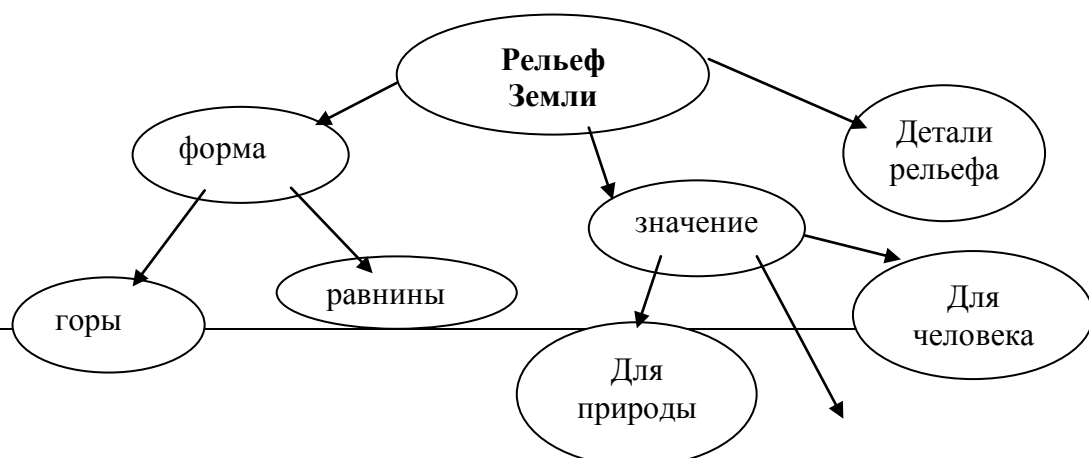 Рельеф
Земли
форма
Детали
рельефа
значение
горы
равнины
Для
человека
Для
природы